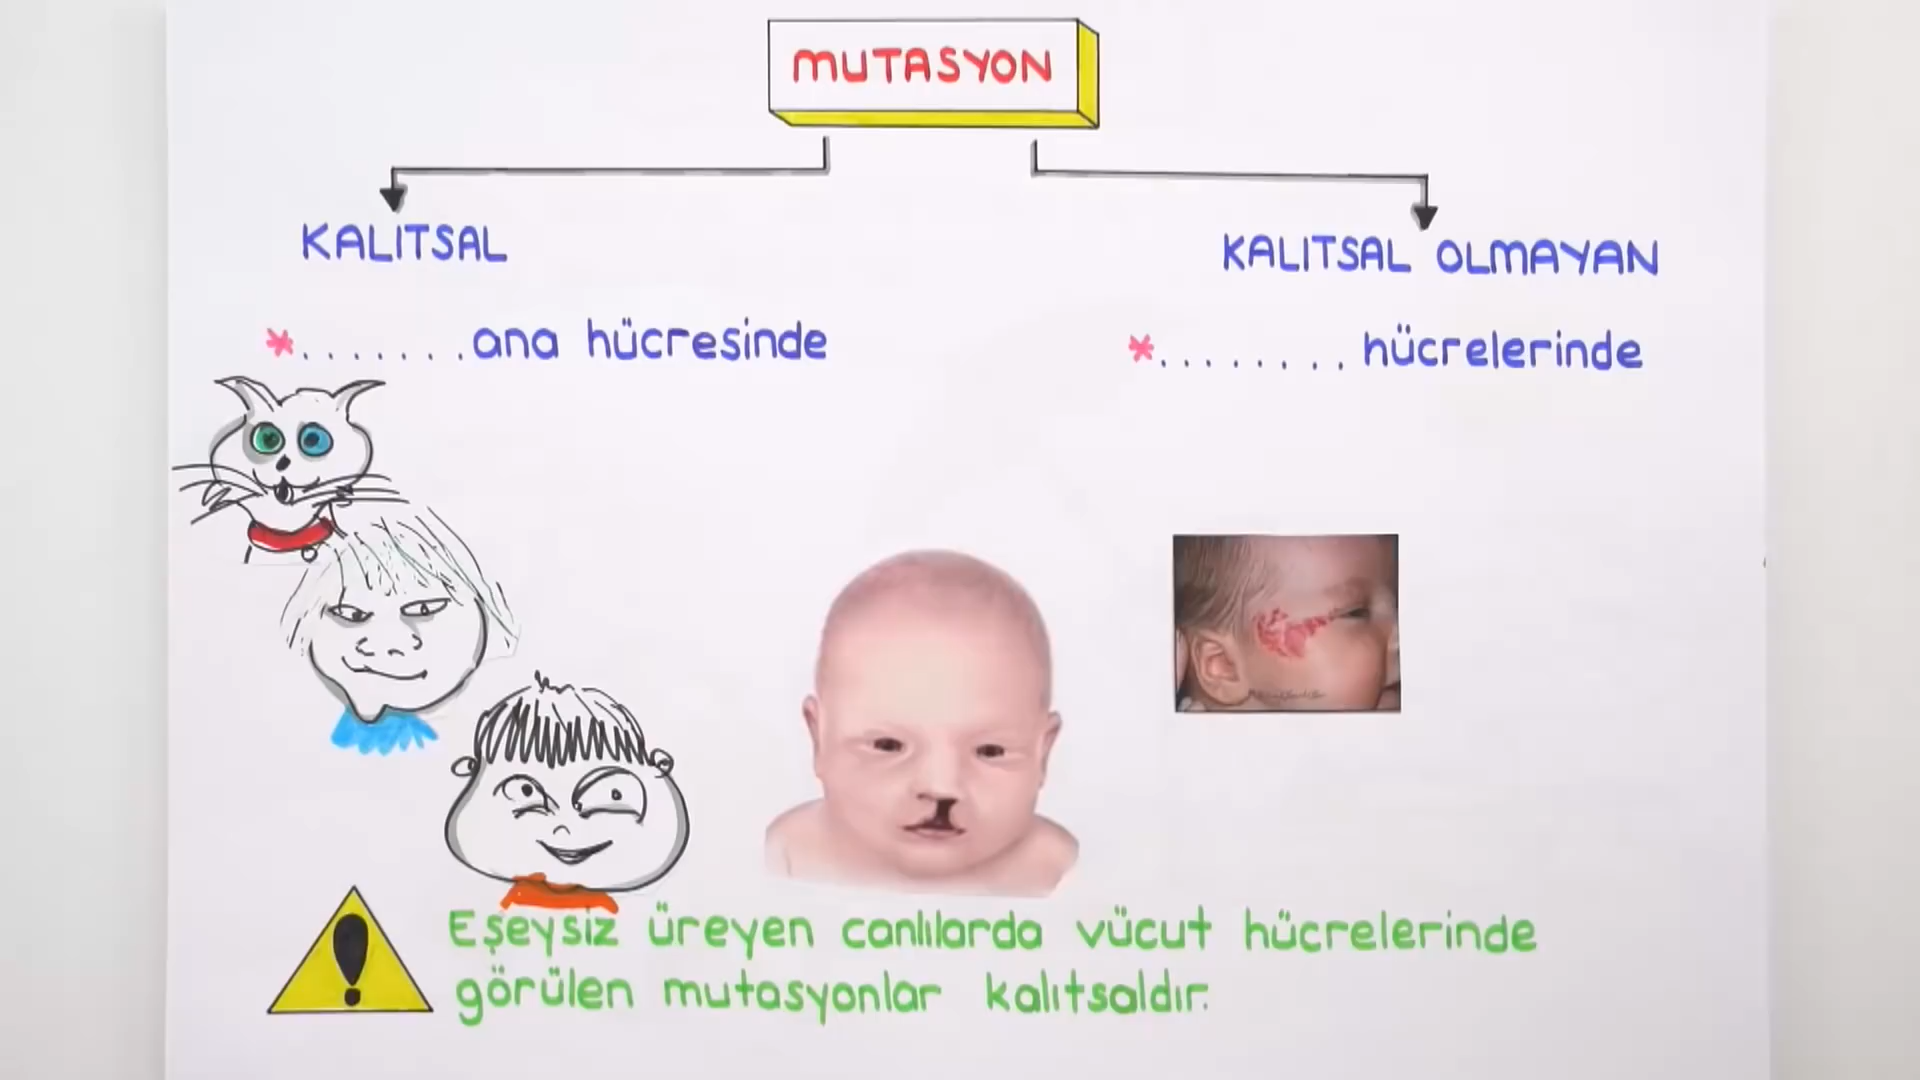 MUTASYON
KALITSAL
KALITSAL OLMAYAN
*.......ana hücresinde
*........ hücrelerinde
Eşeysiz üreyen canlılarda vücut hücrelerinde
görülen mutasyonlar kalıtsaldır.